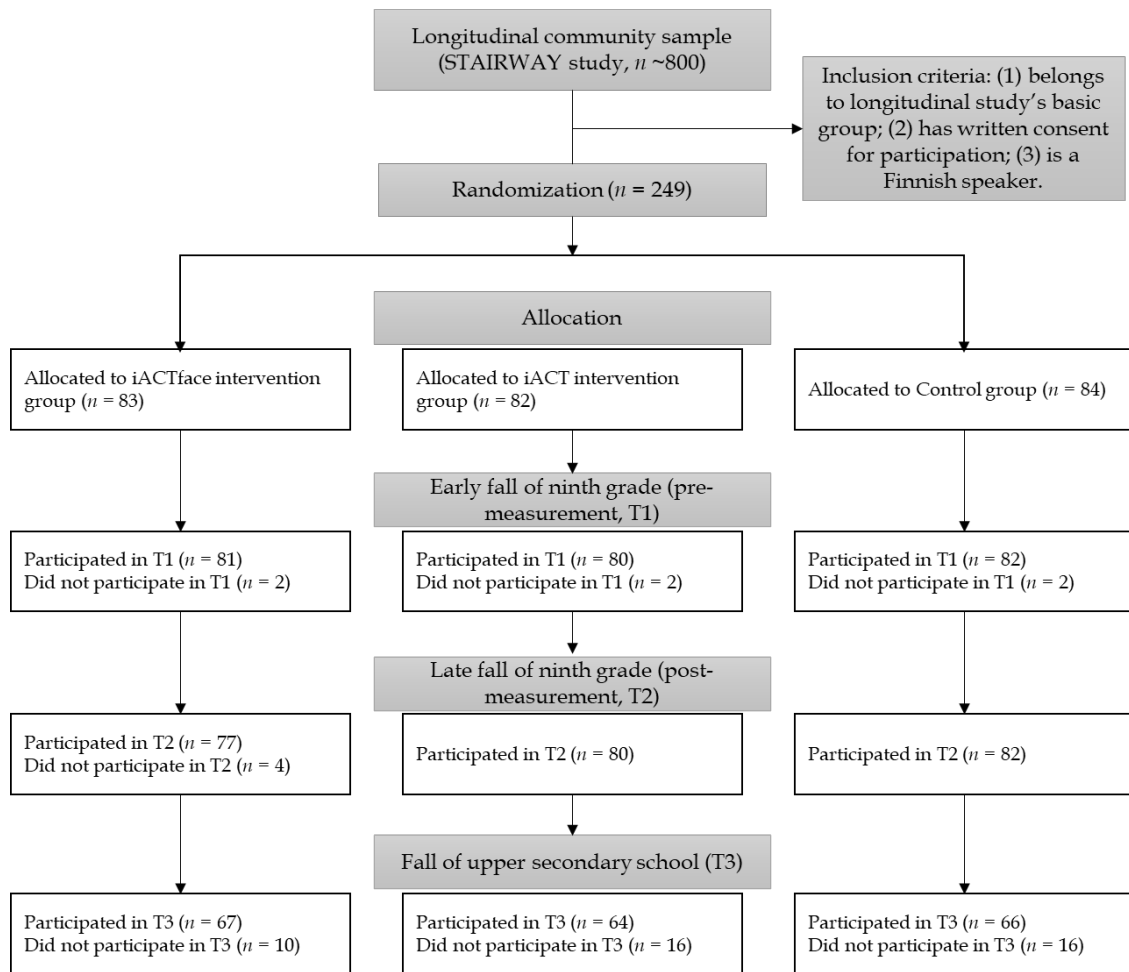 Longitudinal community sample
(STAIRWAY study, n ~800)
Inclusion criteria: (1) belongs
to longitudinal study’s basic
group; (2) has written consent
for participation; (3) is a
Finnish speaker.
Randomization (n = 249)
Allocation
Allocated to iACTface intervention
group (n = 83)
Allocated to iACT intervention
group (n = 82)
Allocated to Control group (n = 84)
Early fall of ninth grade (pre-
measurement, T1)
Participated in T1 (n = 81)
Did not participate in T1 (n = 2)
Participated in T1 (n = 80)
Did not participate in T1 (n = 2)
Participated in T1 (n = 82)
Did not participate in T1 (n = 2)
Late fall of ninth grade (post-
measurement, T2)
Participated in T2 (n = 77)
Did not participate in T2 (n = 4)
Participated in T2 (n = 80)
Participated in T2 (n = 82)
Fall of upper secondary school (T3)
Participated in T3 (n = 67)
Did not participate in T3 (n = 10)
Participated in T3 (n = 64)
Did not participate in T3 (n = 16)
Participated in T3 (n = 66)
Did not participate in T3 (n = 16)